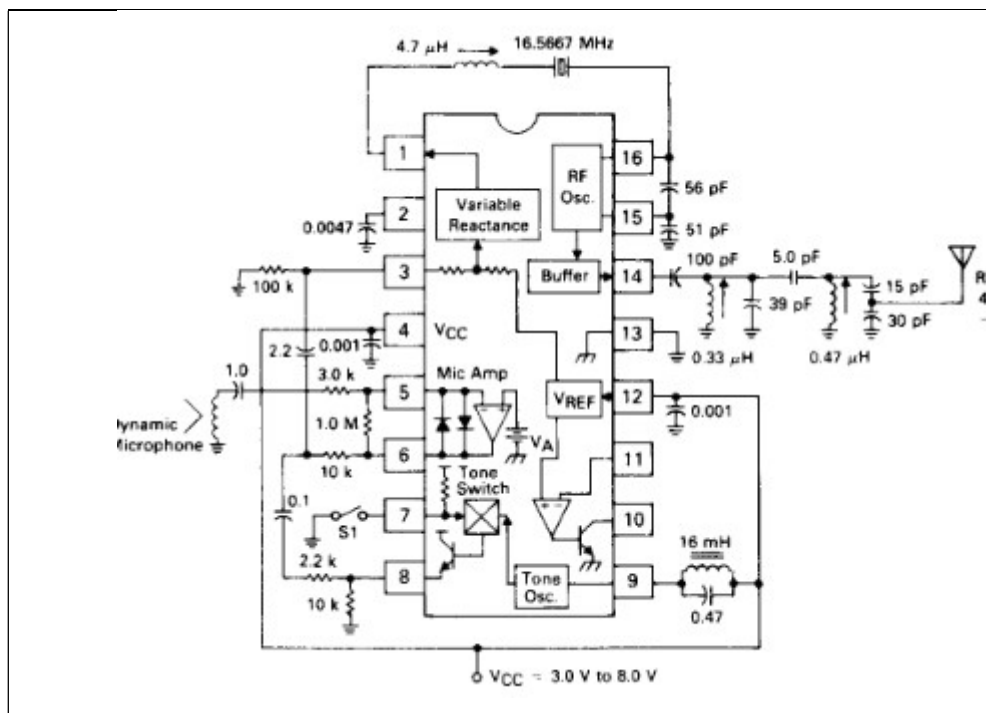 4.7 μH
16.5667 MHz
1
16
RF
Osc.
56 pF
Variable
Reactance
2
15
0.0047
51 pF
100 pF
5.0 pF
3
Buffer
14
15 pF
100 k
39 pF
30 pF
4
VCC
13
0.001
2.2
0.33 μH
0.47 μH
1.0
3.0 k
5
Mic Amp
VREF
12
0.001
1.0 M
VA
ynamic
Microphone
6
11
10 k
Tone
Switch
0.1
7
10
S1
16 mH
2.2 k
8
Tone
Osc.
9
10 k
0.47
VCC = 3.0 V to 8.0 V